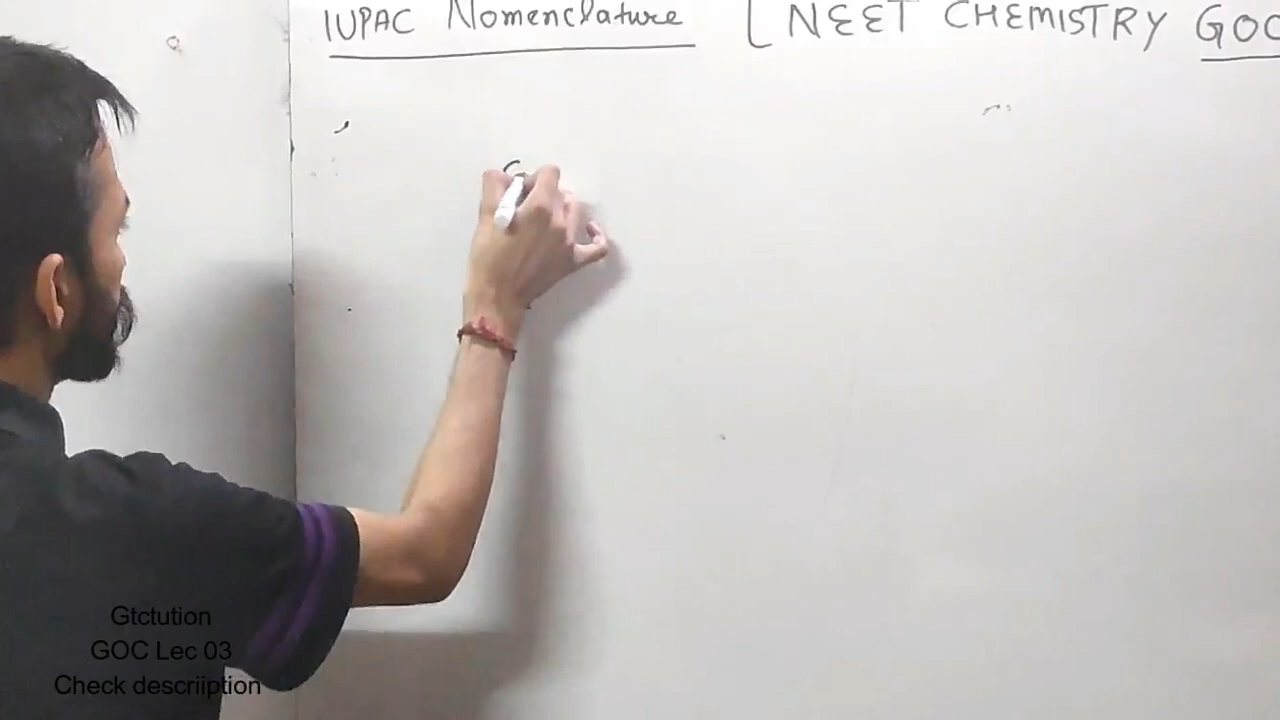 IUPAC Nomenclature [ NEET CHEMISTRY GOC
Gtctution
GOC Lec 03
Check descriiption